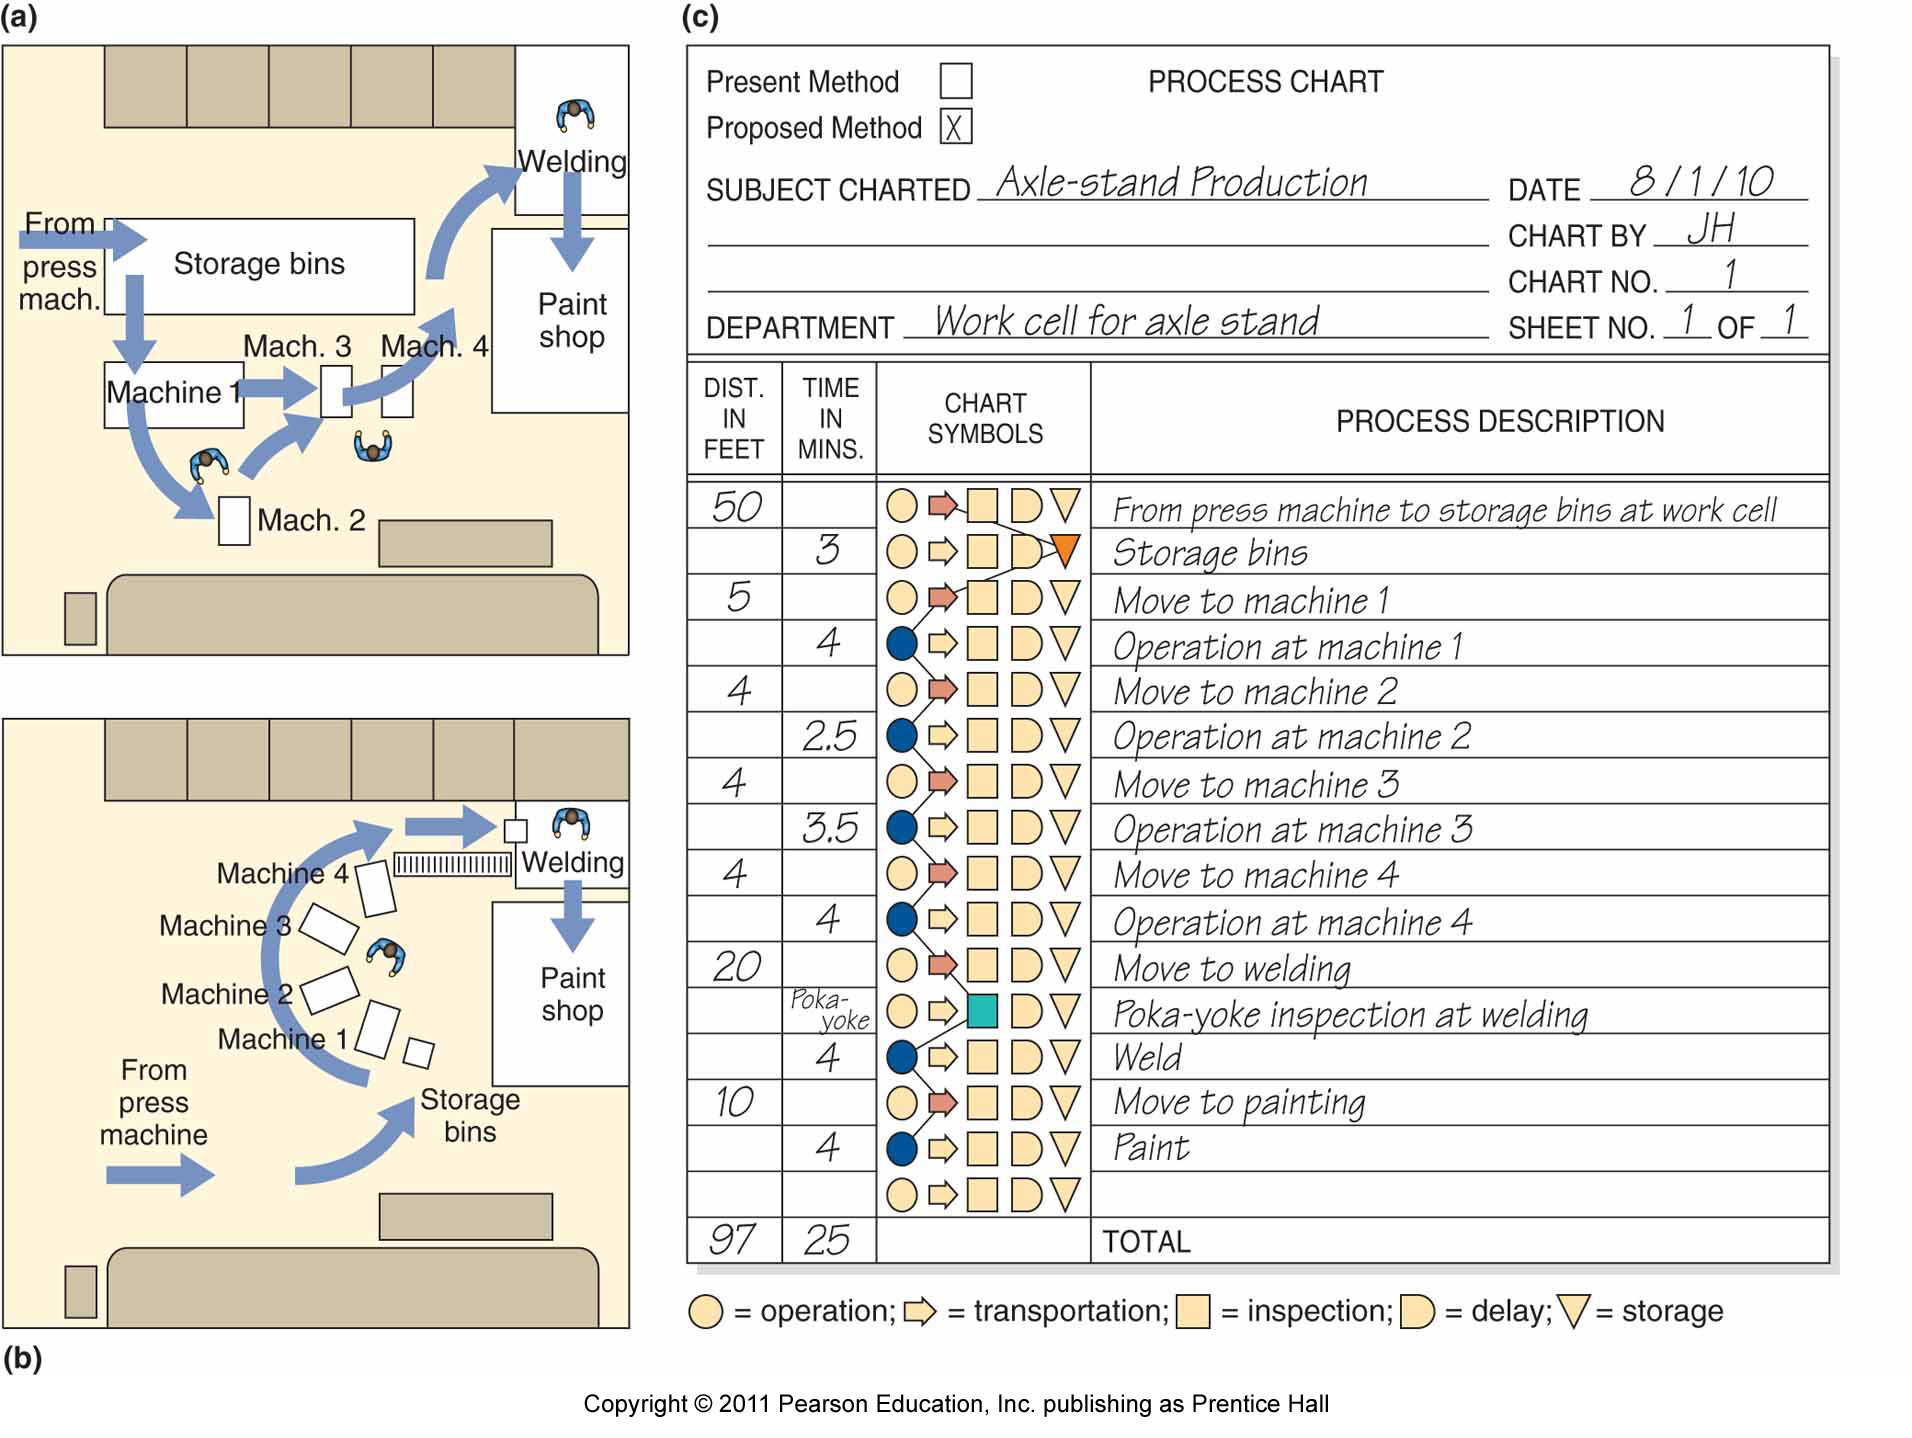 (a)
Welding
From
press
mach.
Storage bins
Paint
shop
Mach. 3
Mach. 4
Machine 1
Mach. 2
Machine 4
Welding
Machine 3
Machine 2
Paint
shop
Machine 1
From
press
machine
Storage
bins
(b)
(c)
Present Method
PROCESS CHART
Proposed Method X
SUBJECT CHARTED Axle-stand Production DATE 8/1/10
CHART BY JH
CHART NO. 1
DEPARTMENT Work cell for axle stand SHEET NO. 1 OF 1
DIST.
IN
FEET
TIME
IN
MINS.
CHART
SYMBOLS
PROCESS DESCRIPTION
50 From press machine to storage bins at work cell
3 Storage bins
5 Move to machine 1
4 Operation at machine 1
4 Move to machine 2
2.5 Operation at machine 2
4 Move to machine 3
3.5 Operation at machine 3
4 Move to machine 4
4 Operation at machine 4
20 Move to welding
Poka-
yoke
Poka-yoke inspection at welding
4 Weld
10 Move to painting
4 Paint
97 25 TOTAL
= operation; = transportation; = inspection; = delay; = storage
Copyright © 2011 Pearson Education, Inc. publishing as Prentice Hall